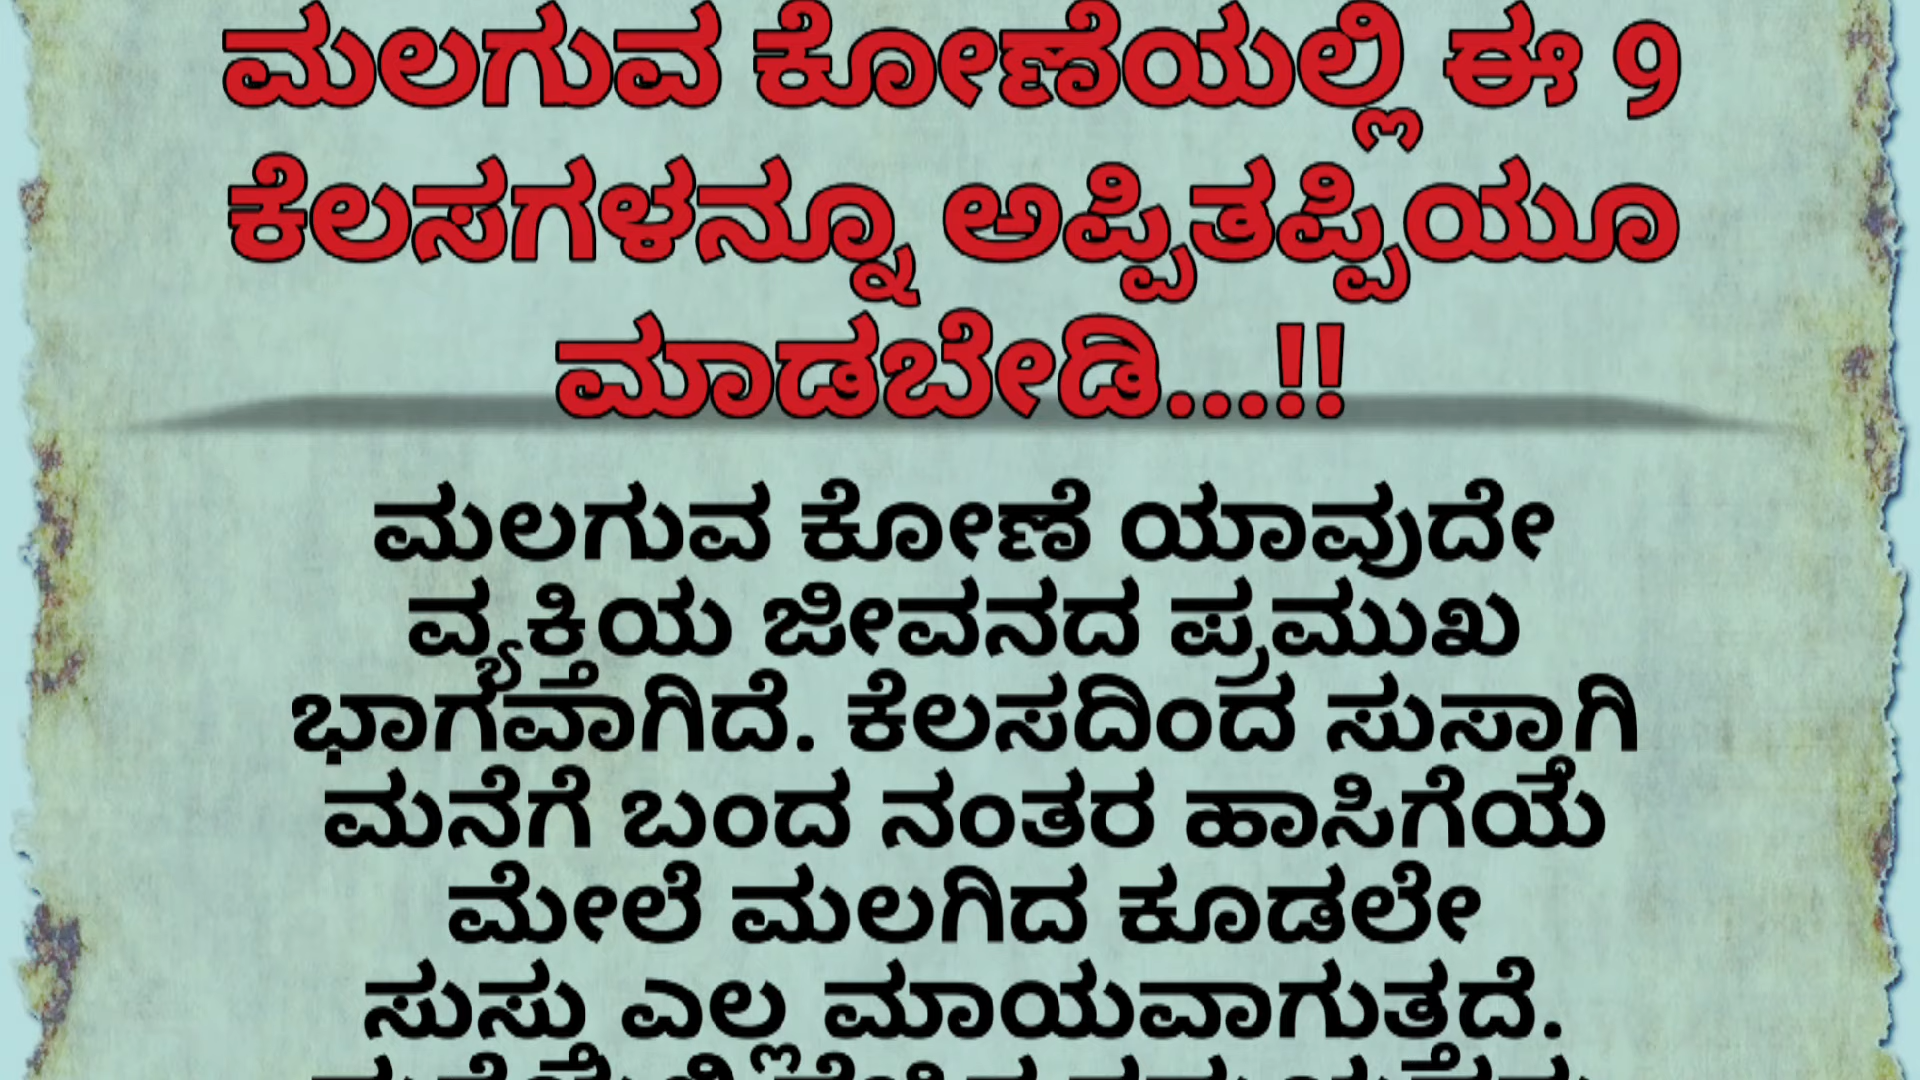 ಮಲಗುವ ಕೋಣೆಯಲ್ಲಿ ಈ 9
ಕೆಲಸಗಳನ್ನೂ ಅಪ್ಪಿತಪ್ಪಿಯೂ
ಮಾಡಬೇಡಿ...!!
ಮಲಗುವ ಕೋಣೆ ಯಾವುದೇ
ವ್ಯಕ್ತಿಯ ಜೀವನದ ಪ್ರಮುಖ
ಭಾಗವಾಗಿದೆ. ಕೆಲಸದಿಂದ ಸುಸ್ತಾಗಿ
ಮನೆಗೆ ಬಂದ ನಂತರ ಹಾಸಿಗೆಯ
ಮೇಲೆ ಮಲಗಿದ ಕೂಡಲೇ
ಸುಸ್ತು ಎಲ್ಲ ಮಾಯವಾಗುತ್ತದೆ.